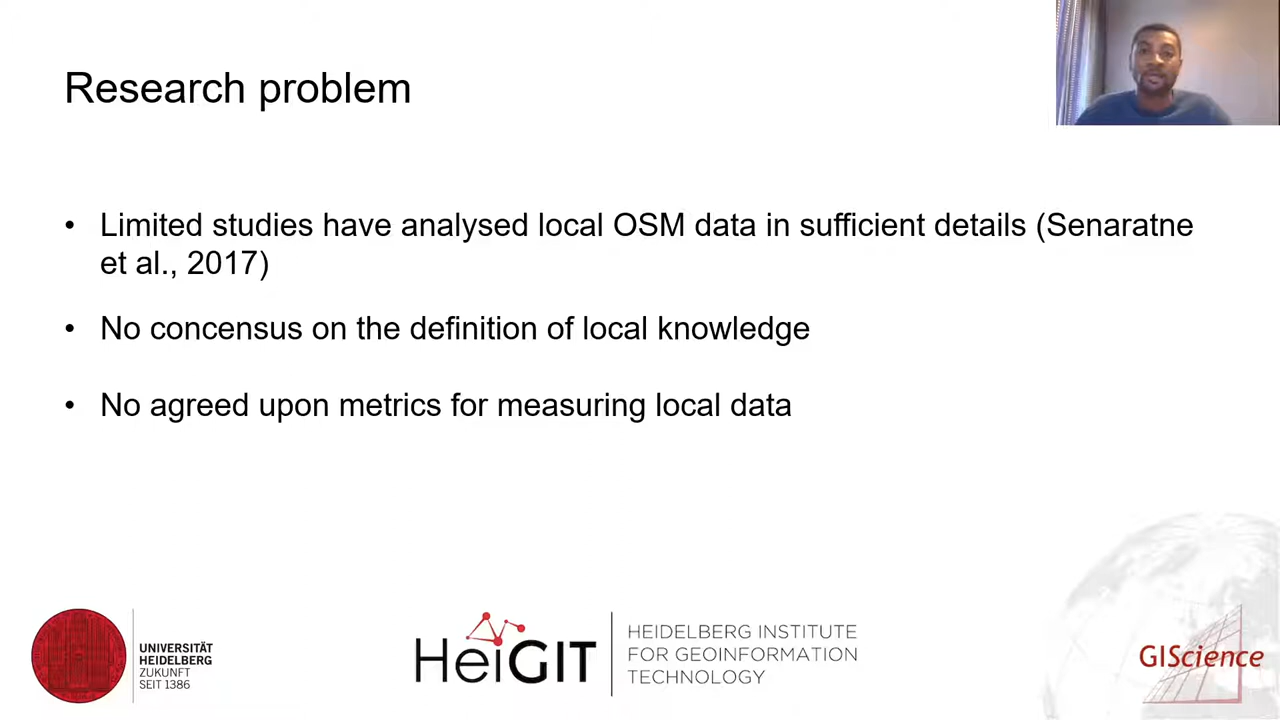 Research problem
• Limited studies have analysed local OSM data in sufficient details (Senaratne
et al., 2017)
• No concensus on the definition of local knowledge
• No agreed upon metrics for measuring local data
UNIVERSITÄT
HEIDELBERG
ZUKUNFT
SEIT 1386
HeiGIT
HEIDELBERG INSTITUTE
FOR GEOINFORMATION
TECHNOLOGY
GIScience